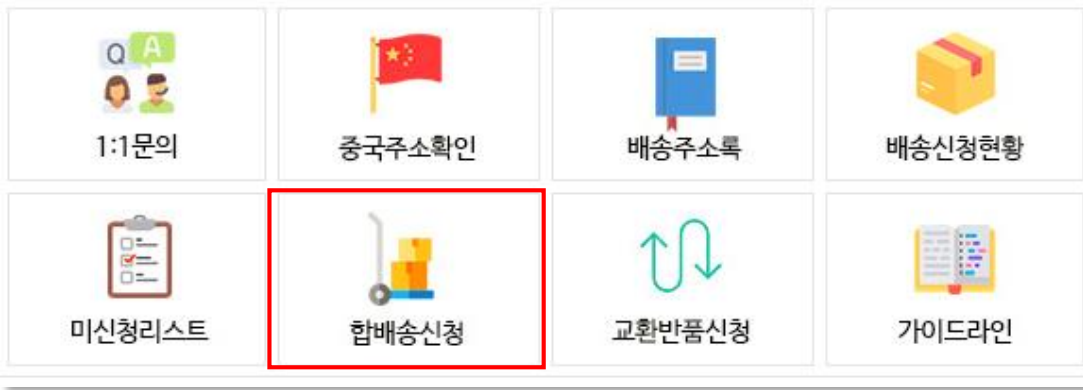 Q A
1:1문의
중국주소확인
배송주소록
배송신청현황
미신청리스트
합배송신청
교환반품신청
가이드라인